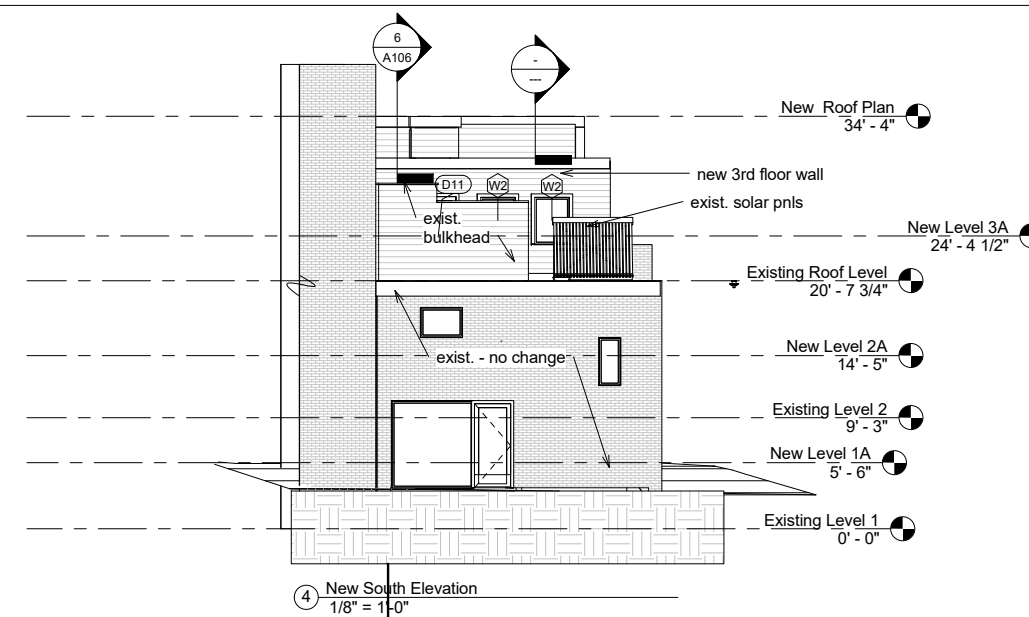 6
A106
-
---
New Roof Plan
34' - 4"
new 3rd floor wall
D11
W2
W2
exist. solar pnls
exist.
bulkhead
New Level 3A
24' - 4 1/2"
Existing Roof Level
20' - 7 3/4"
exist. - no change
New Level 2A
14' - 5"
Existing Level 2
9' - 3"
New Level 1A
5' - 6"
Existing Level 1
0' - 0"
4
New South Elevation
1/8" = 1'-0"